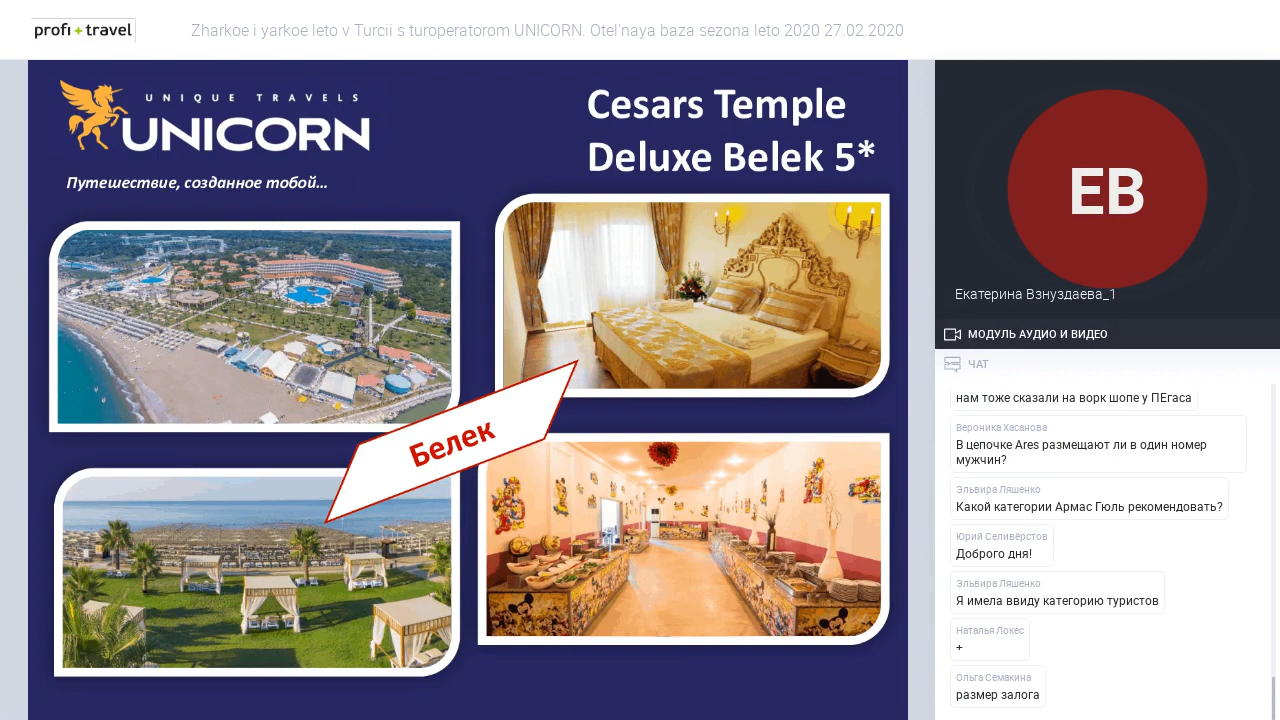 profi + travel
Zharkoe i yarkoe leto v Turcii s turoperatorom UNICORN. Otel'naya baza sezona leto 2020 27.02.2020
UNIQUE TRAVELS
UNICORN
Путешествие, созданное тобой...
Cesars Temple
Deluxe Belek 5*
Белек
ЕВ
Екатерина Взнуздаева_1
МОДУЛЬ АУДИО И ВИДЕО
ЧАТ
нам тоже сказали на ворк шопе у ПЕгаса
Вероника Хасанова
В цепочке Ares размещают ли в один номер
мужчин?
Эльвира Ляшенко
Какой категории Армас Гюль рекомендовать?
Юрий Селивёрстов
Доброго дня!
Эльвира Ляшенко
Я имела ввиду категорию туристов
Наталья Локес
+
Ольга Семакина
размер залога